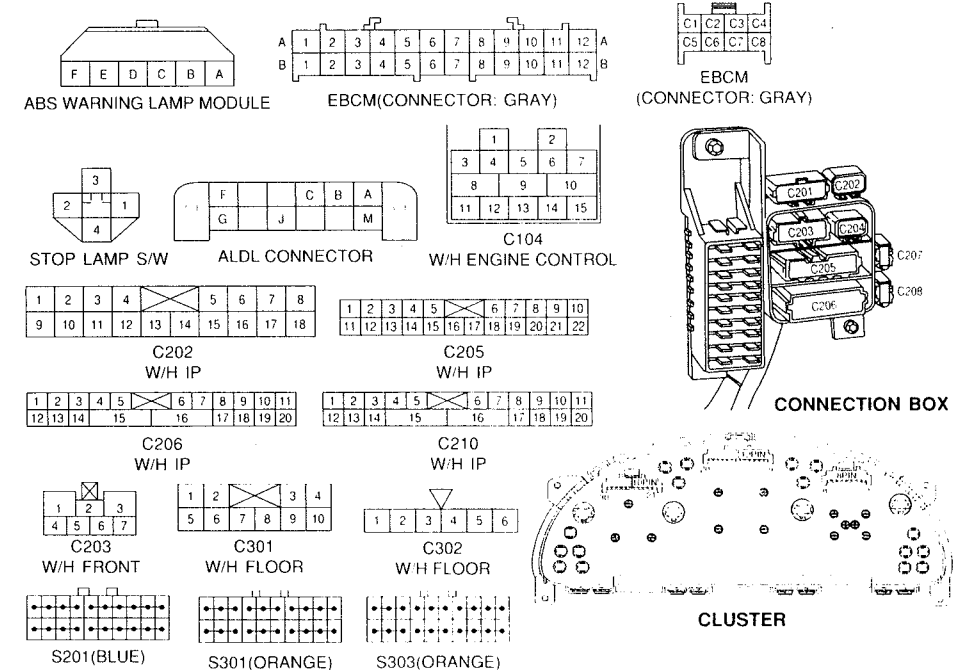 F E D C B A
ABS WARNING LAMP MODULE
A 1 2 3 4 5 6 7 8 9 10 11 12 A
B 1 2 3 4 5 6 7 8 9 10 11 12 B
EBCM(CONNECTOR: GRAY)
C1 C2 C3 C4
C5 C6 C7 C8
EBCM
(CONNECTOR: GRAY)
3
2 1
4
STOP LAMP S/W
F C B A
G J M
ALDL CONNECTOR
1 2
3 4 5 6 7
8 9 10
11 12 13 14 15
C104
W/H ENGINE CONTROL
C201 C202
C203 C204
C205 C207
C206 C208
CONNECTION BOX
1 2 3 4 5 6 7 8
9 10 11 12 13 14 15 16 17 18
C202
W/H IP
1 2 3 4 5 6 7 8 9 10
11 12 13 14 15 16 17 18 19 20 21 22
C205
W/H IP
1 2 3 4 5 6 7 8 9 10 11
12 13 14 15 16 17 18 19 20
C206
W/H IP
1 2 3 4 5 6 7 8 9 10 11
12 13 14 15 16 17 18 19 20
C210
W/H IP
1 2 3
4 5 6 7
C203
W/H FRONT
1 2 3 4
5 6 7 8 9 10
C301
W/H FLOOR
1 2 3 4 5 6
C302
W/H FLOOR
CLUSTER
S201(BLUE)
S301(ORANGE)
S303(ORANGE)